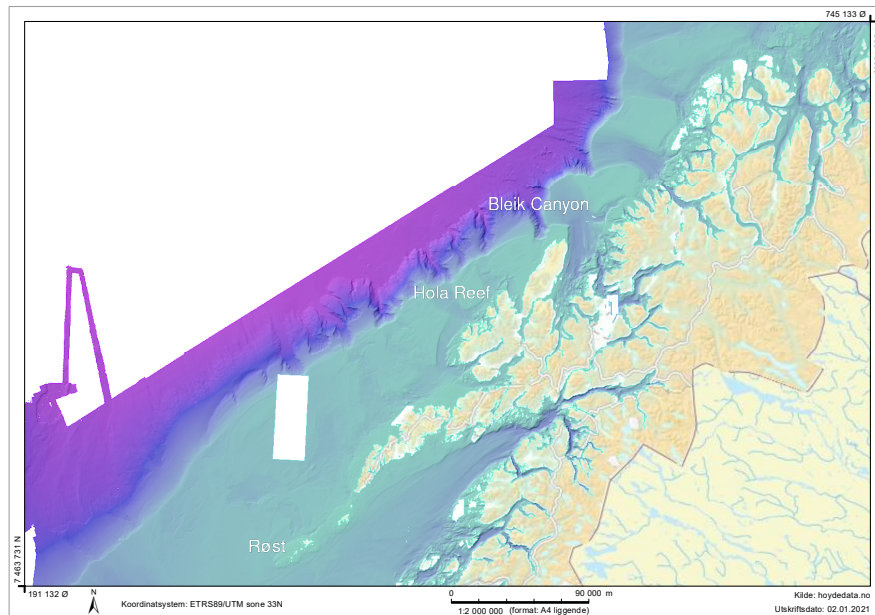 745 133 Ø
Bleik Canyon
Hola Reef
Røst
7 463 731 N
191 132 Ø
Koordinatsystem: ETRS89/UTM sone 33N
0 90 000 m
1:2 000 000 (format: A4 liggende)
Kilde: hoydedata.no
Utskriftsdato: 02.01.2021
N